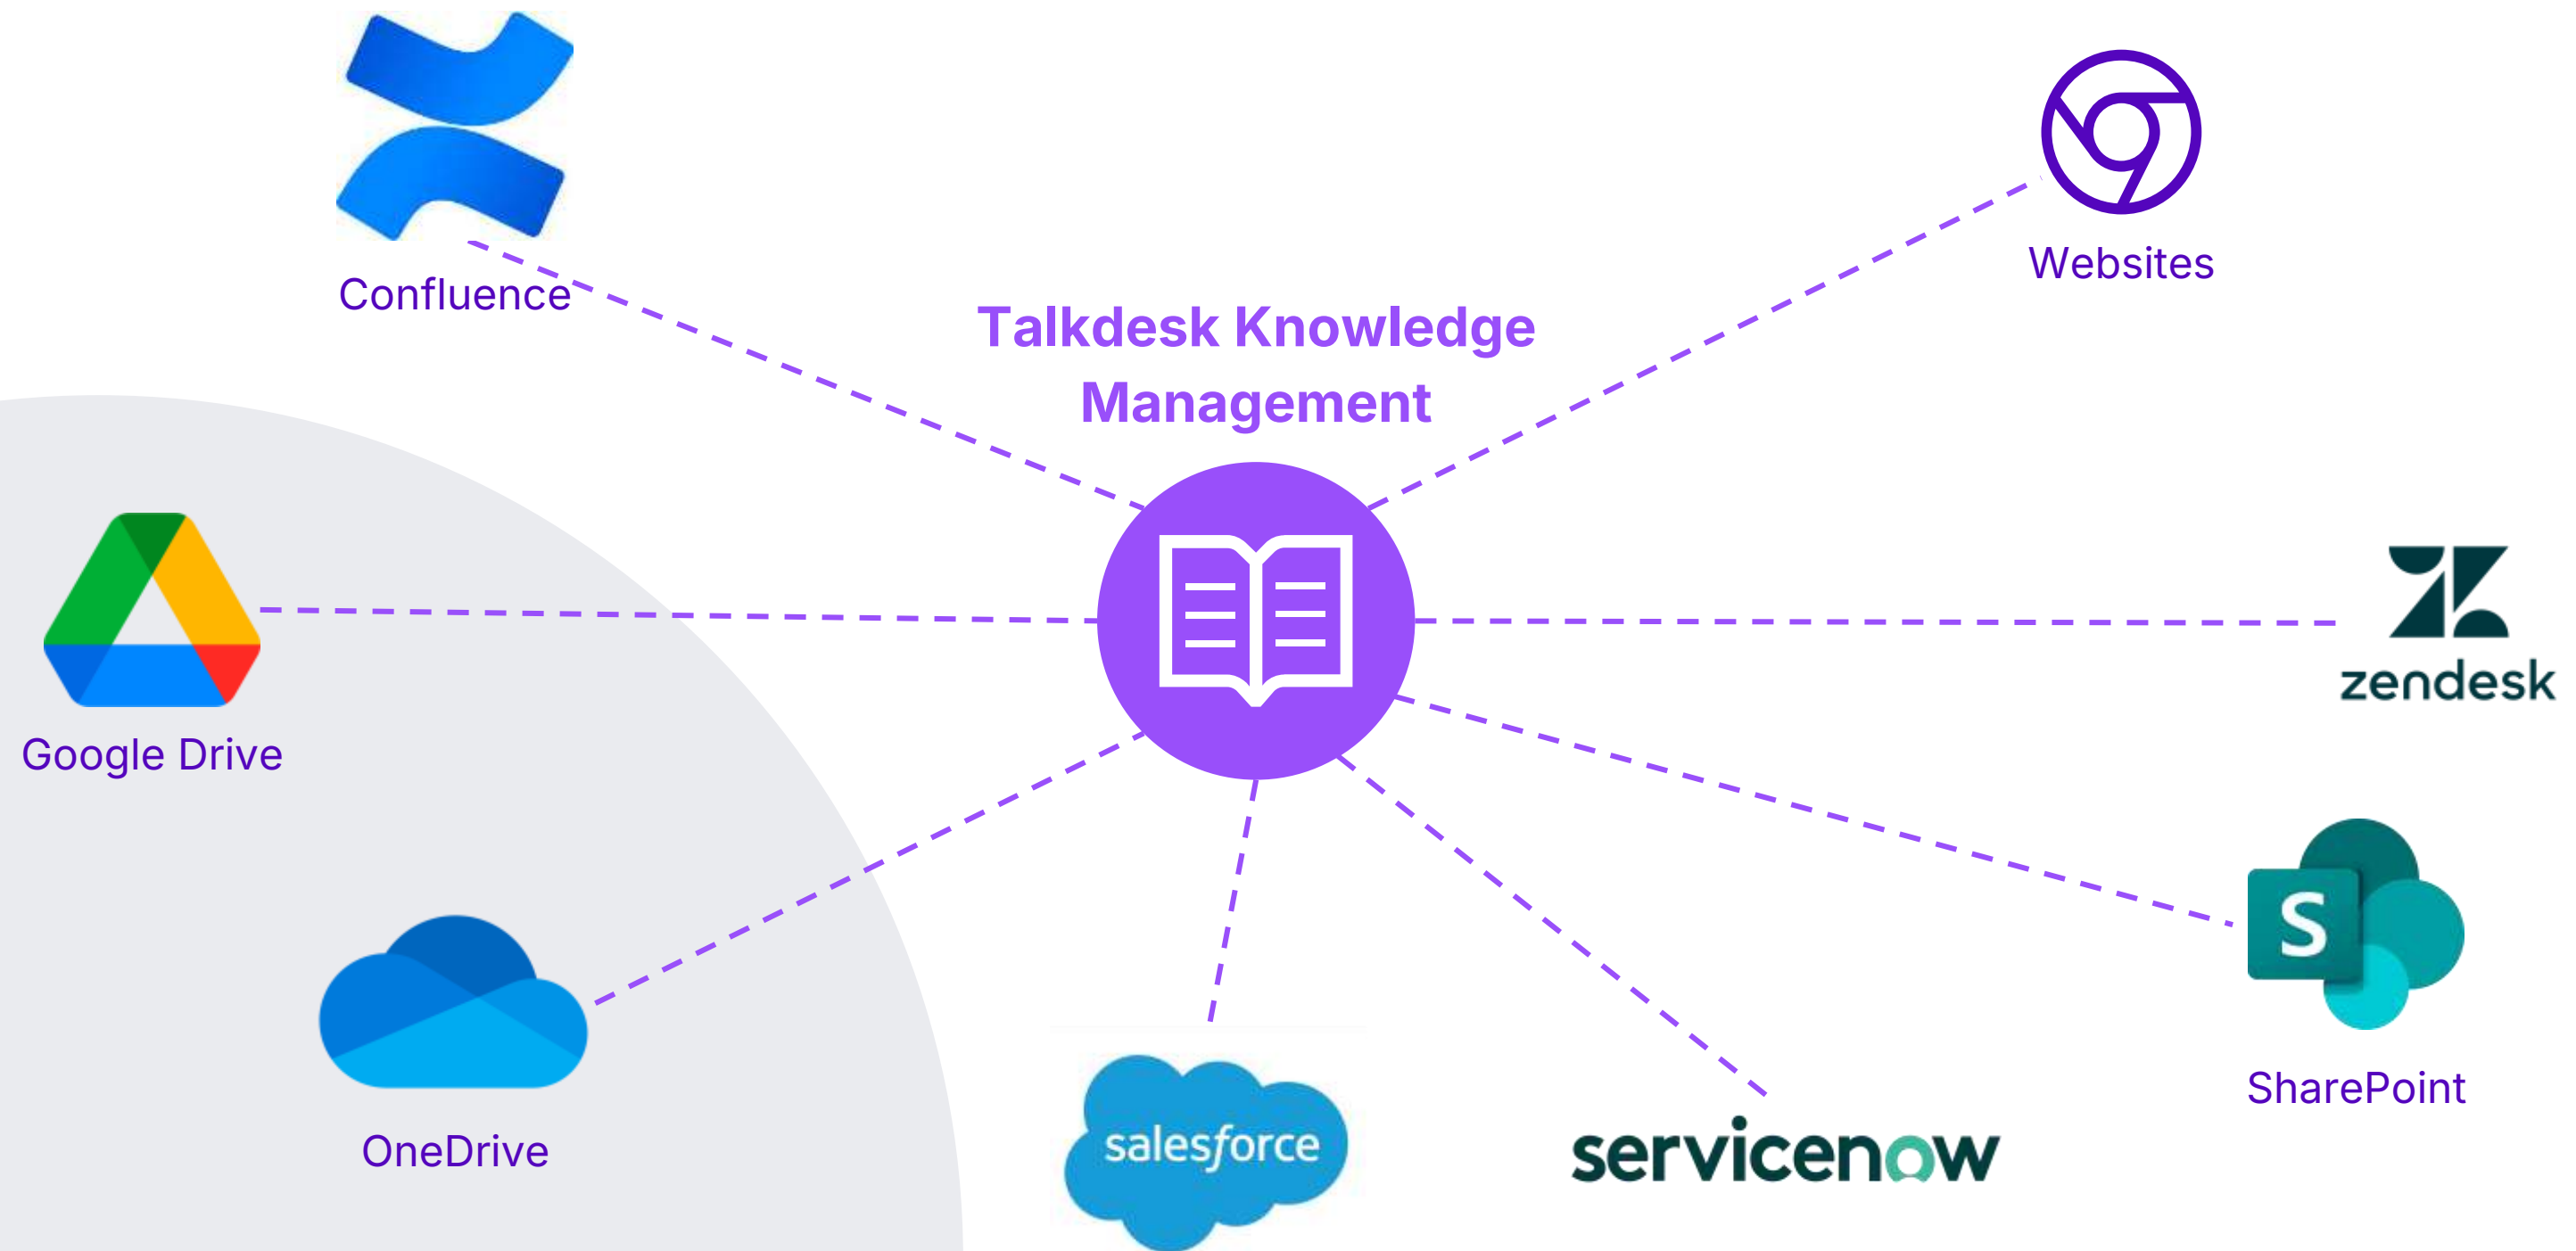 Confluence
Websites
Talkdesk Knowledge
Management
zendesk
Google Drive
S
SharePoint
OneDrive
salesforce
servicenow